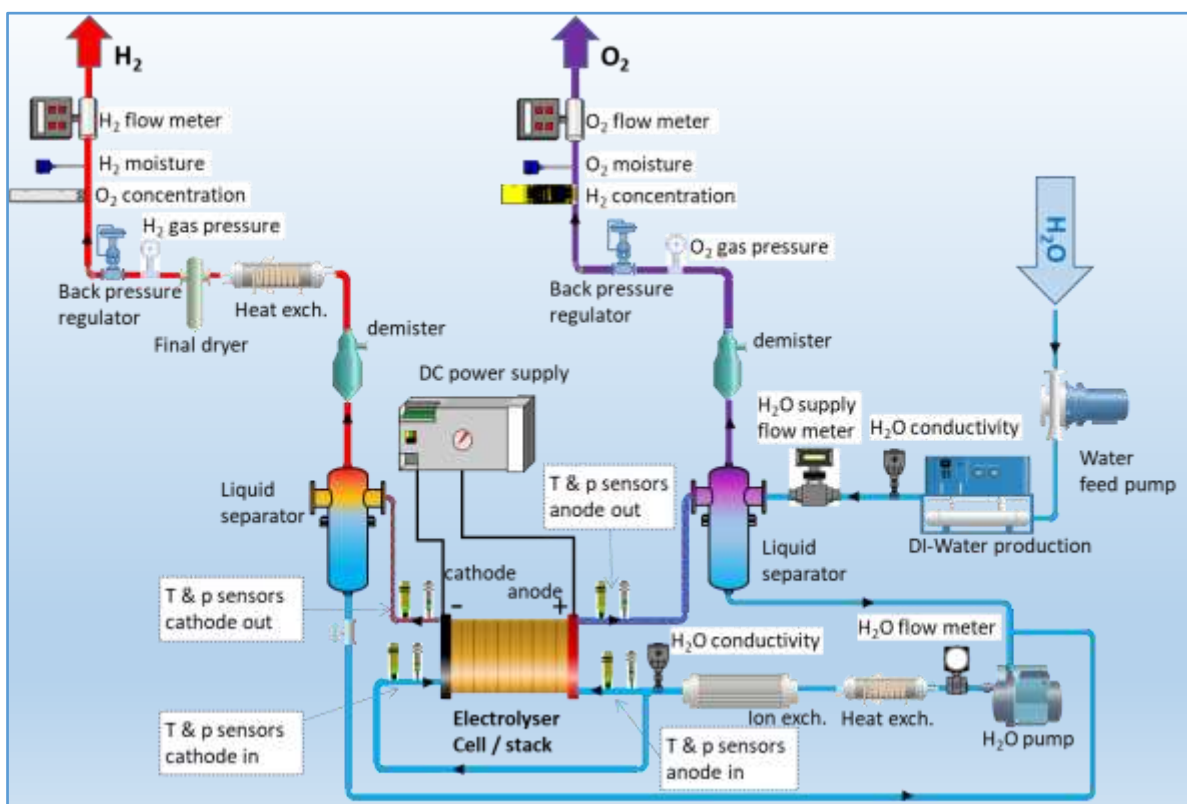 H₂
O₂
H₂ flow meter
O₂ flow meter
H₂ moisture
O₂ moisture
O₂ concentration
H₂ concentration
H₂O
H₂ gas pressure
O₂ gas pressure
Back pressure
regulator
Heat exch.
Final dryer
Back pressure
regulator
demister
demister
DC power supply
H₂O supply
flow meter
H₂O conductivity
Water
feed pump
Liquid
separator
T & p sensors
anode out
Liquid
separator
DI-Water production
cathode
anode
-
+
T & p sensors
cathode out
H₂O conductivity
H₂O flow meter
T & p sensors
cathode in
Electrolyser
Cell / stack
T & p sensors
anode in
Ion exch.
Heat exch.
H₂O pump